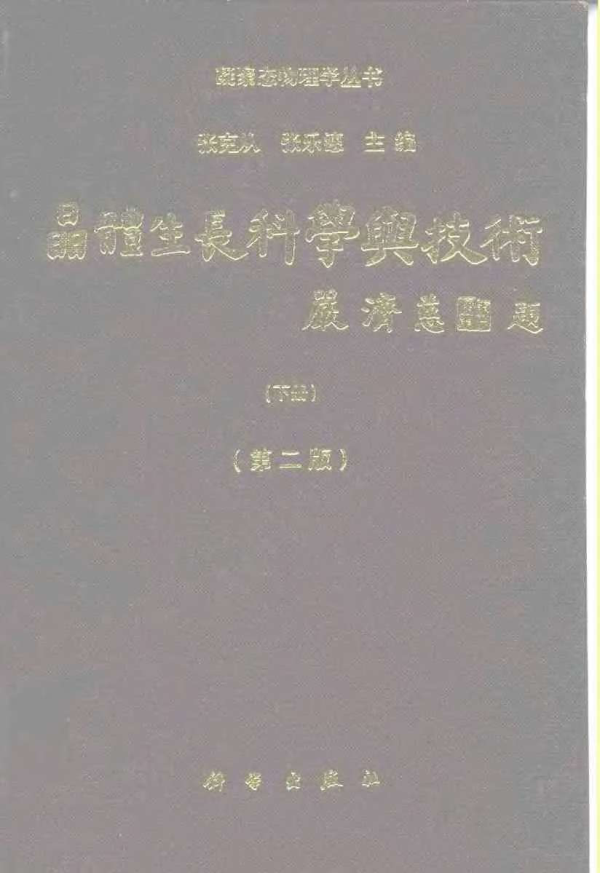 凝聚态物理学丛书
张克从 张乐潓 主编
晶體生長科學與技術
嚴濟慈 題
(下册)
(第二版)
科学出版社